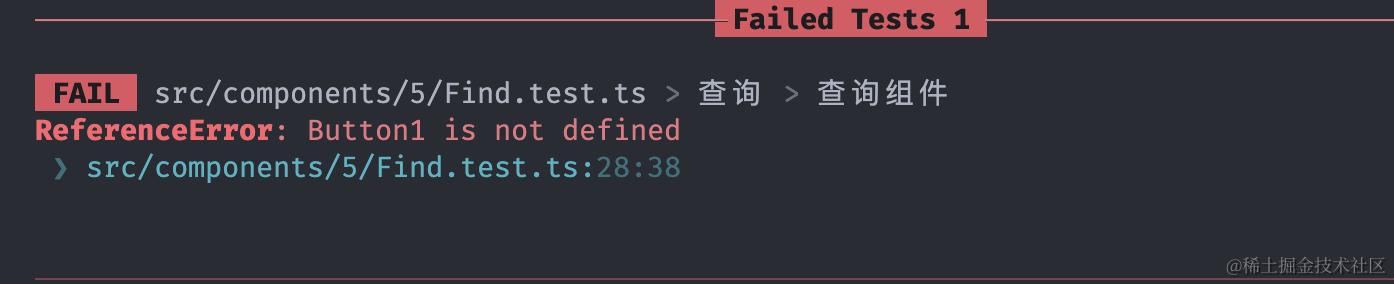 Failed Tests 1
FAIL src/components/5/Find.test.ts > 查询 > 查询组件
ReferenceError: Button1 is not defined
❯ src/components/5/Find.test.ts:28:38
@稀土掘金技术社区